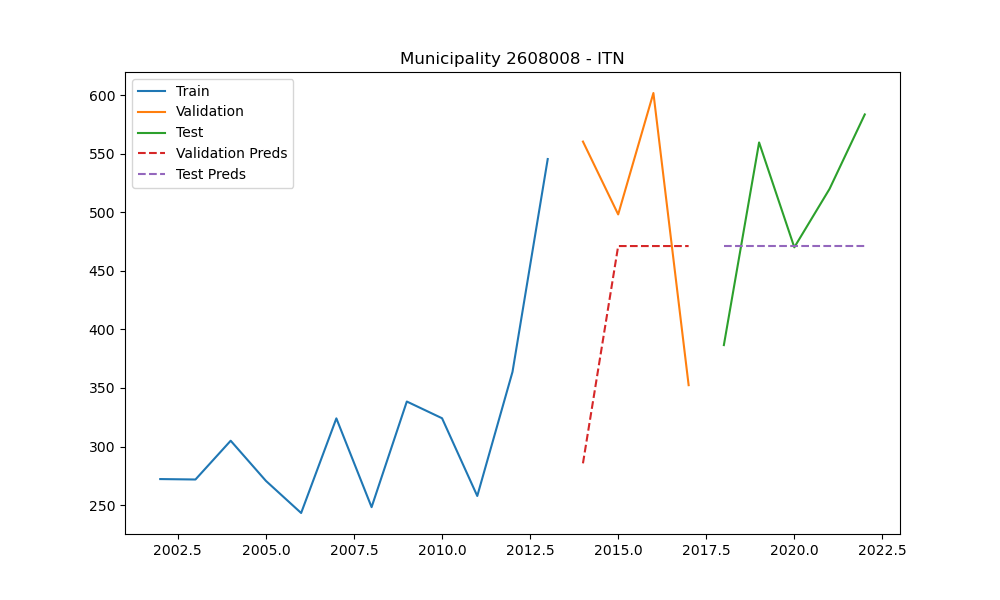 Municipality 2608008 - ITN
Train
Validation
Test
Validation Preds
Test Preds
600
550
500
450
400
350
300
250
2002.5 2005.0 2007.5 2010.0 2012.5 2015.0 2017.5 2020.0 2022.5